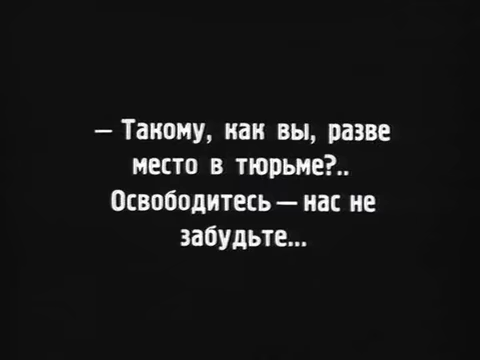 — Такому, как вы, разве
место в тюрьме?..
Освободитесь — нас не
забудьте...